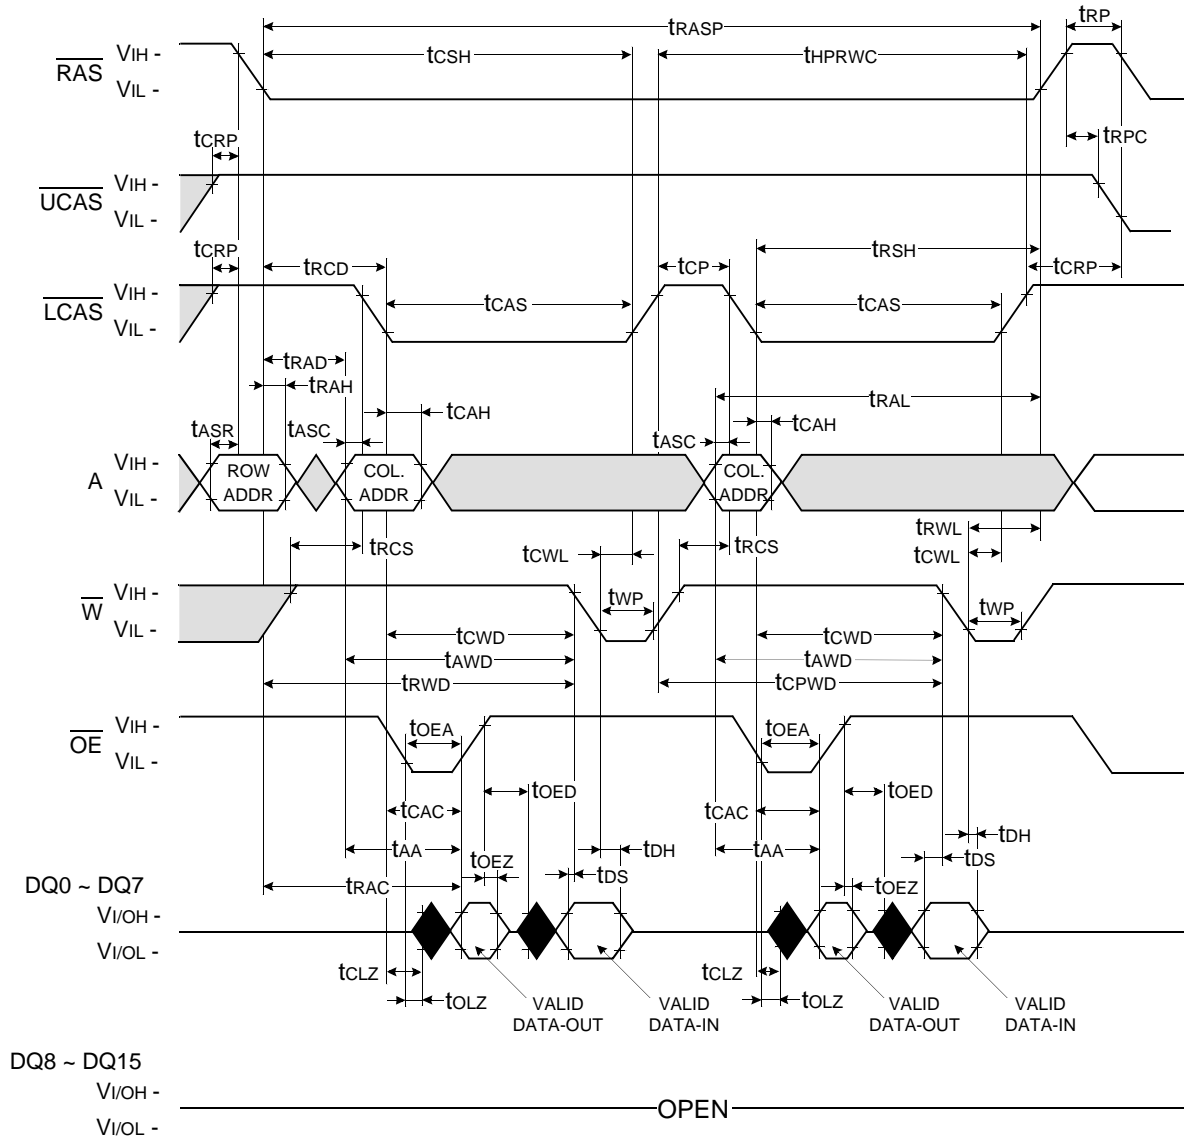 tRP
tRASP
VIH -
tCSH
tHPRWC
RAS
VIL -
tCRP
tRPC
VIH -
UCAS
VIL -
tCRP
tRCD
tCP
tRSH
tCRP
VIH -
tCAS
tCAS
LCAS
VIL -
tRAD
tRAH
tCAH
tRAL
tCAH
tASR
tASC
tASC
VIH -
ROW
ADDR
COL.
ADDR
COL.
ADDR
A
VIL -
tRWL
tRCS
tCWL
tRCS
tCWL
VIH -
W
tWP
tWP
VIL -
tCWD
tCWD
tAWD
tAWD
tRWD
tCPWD
VIH -
OE
tOEA
tOEA
VIL -
tOED
tOED
tCAC
tCAC
tDH
tDH
tAA
tOEZ
tAA
tDS
tDS
tRAC
tOEZ
DQ0 ~ DQ7
VI/OH -
VI/OL -
tCLZ
tCLZ
tOLZ
tOLZ
VALID
DATA-OUT
VALID
DATA-IN
VALID
DATA-OUT
VALID
DATA-IN
DQ8 ~ DQ15
VI/OH -
OPEN
VI/OL -